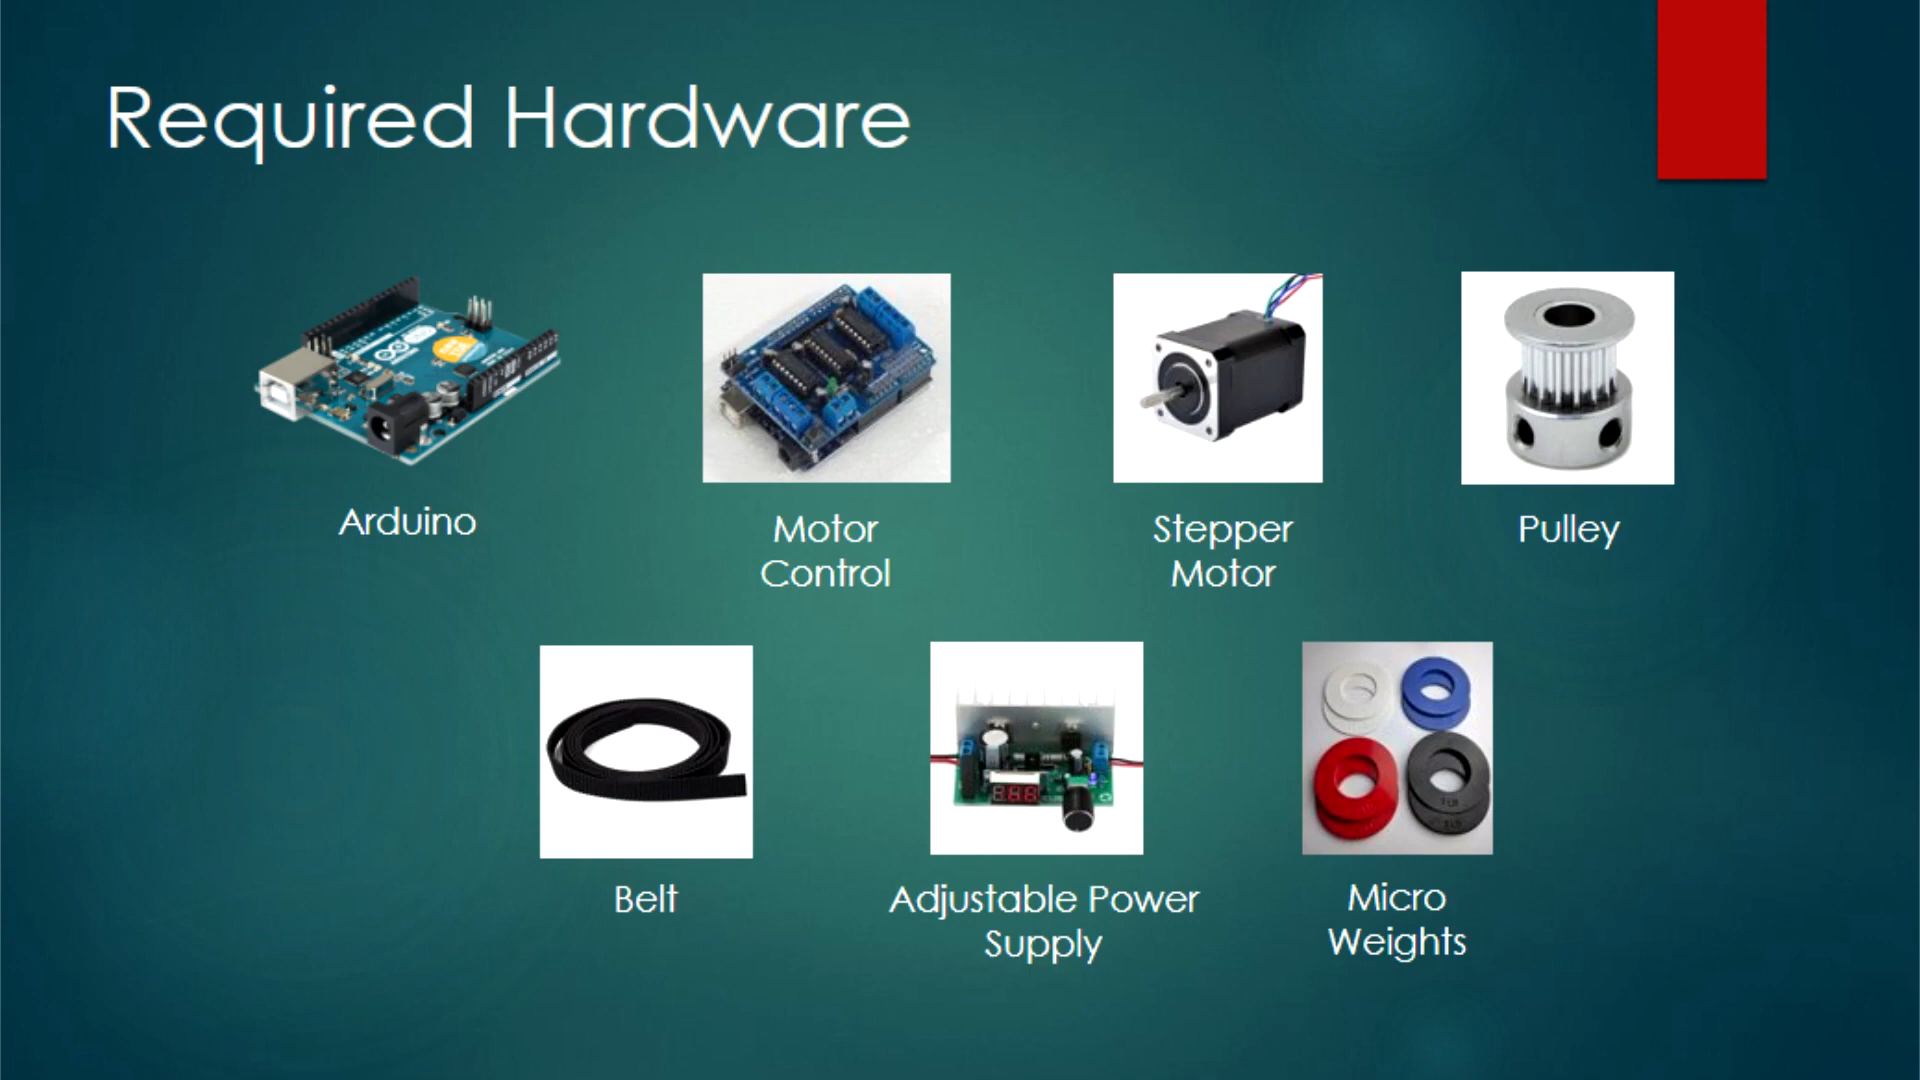 Required Hardware
Arduino
Motor
Control
Stepper
Motor
Pulley
Belt
Adjustable Power
Supply
Micro
Weights